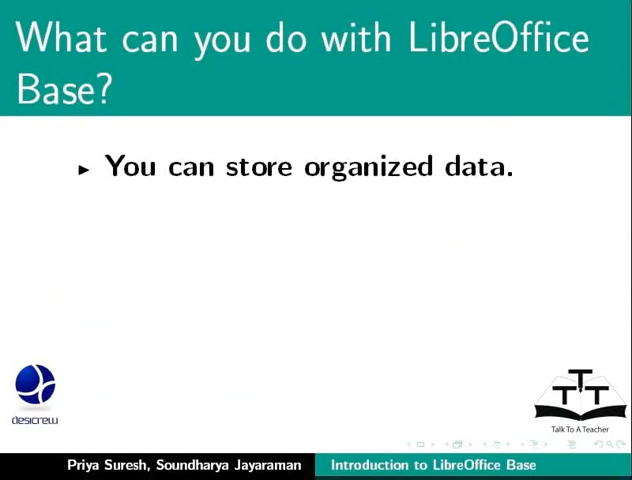 What can you do with LibreOffice
Base?
▸ You can store organized data.
desicrew
T T T
Talk To A Teacher
Priya Suresh, Soundharya Jayaraman
Introduction to LibreOffice Base